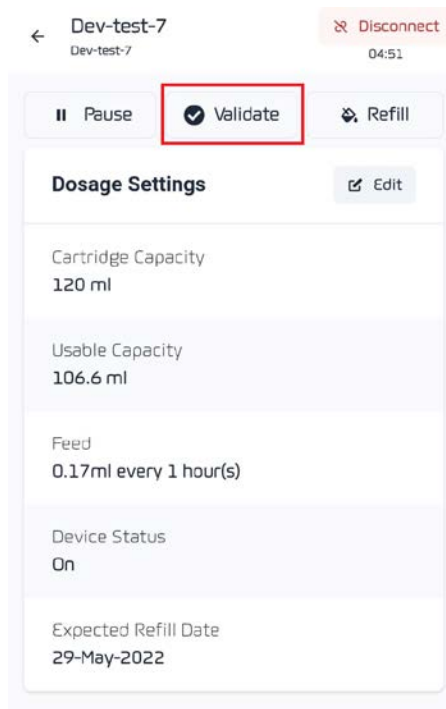 Dev-test-7
Disconnect
Dev-test-7
04:51
Pause
Validate
Refill
Dosage Settings
Edit
Cartridge Capacity
120 ml
Usable Capacity
106.6 ml
Feed
0.17ml every 1 hour(s)
Device Status
On
Expected Refill Date
29-May-2022